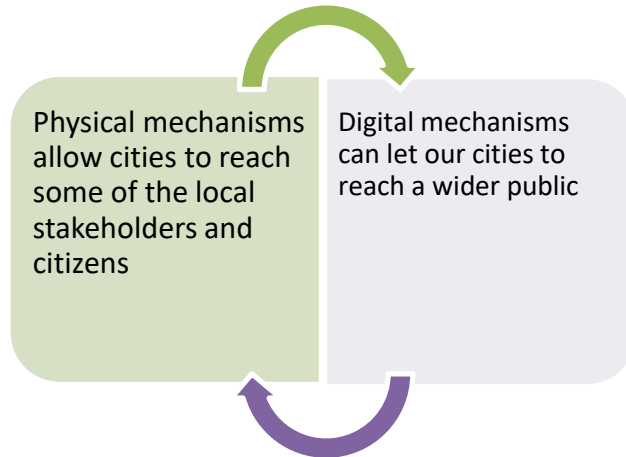 Physical mechanisms
allow cities to reach
some of the local
stakeholders and
citizens
Digital mechanisms
can let our cities to
reach a wider public